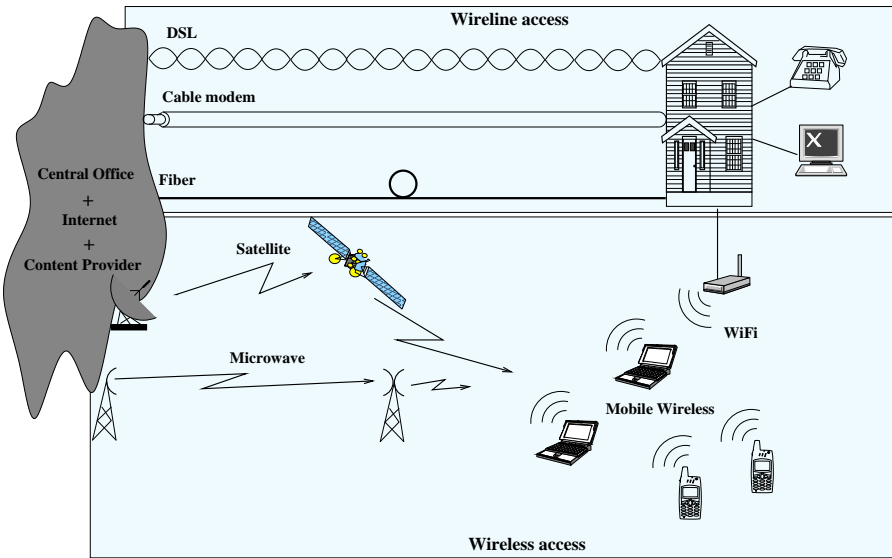 Wireline access
DSL
Cable modem
Central Office
+
Internet
+
Content Provider
Fiber
X
Satellite
WiFi
Microwave
Mobile Wireless
Wireless access